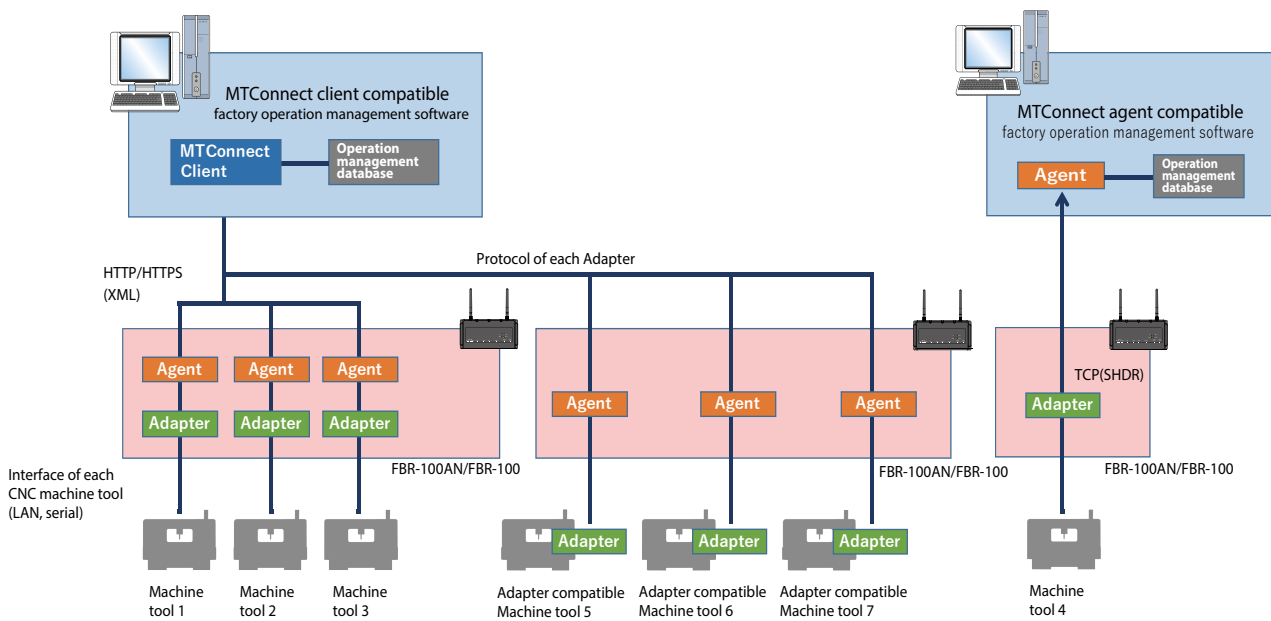 MTConnect client compatible
factory operation management software
MTConnect
Client
Operation
management
database
MTConnect agent compatible
factory operation management software
Agent
Operation
management
database
HTTP/HTTPS
(XML)
Protocol of each Adapter
Agent
Agent
Agent
Adapter
Adapter
Adapter
FBR-100AN/FBR-100
Agent
Agent
Agent
FBR-100AN/FBR-100
TCP(SHDR)
Adapter
FBR-100AN/FBR-100
Interface of each
CNC machine tool
(LAN, serial)
Adapter
Adapter
Adapter
Machine
tool 1
Machine
tool 2
Machine
tool 3
Adapter compatible
Machine tool 5
Adapter compatible
Machine tool 6
Adapter compatible
Machine tool 7
Machine
tool 4